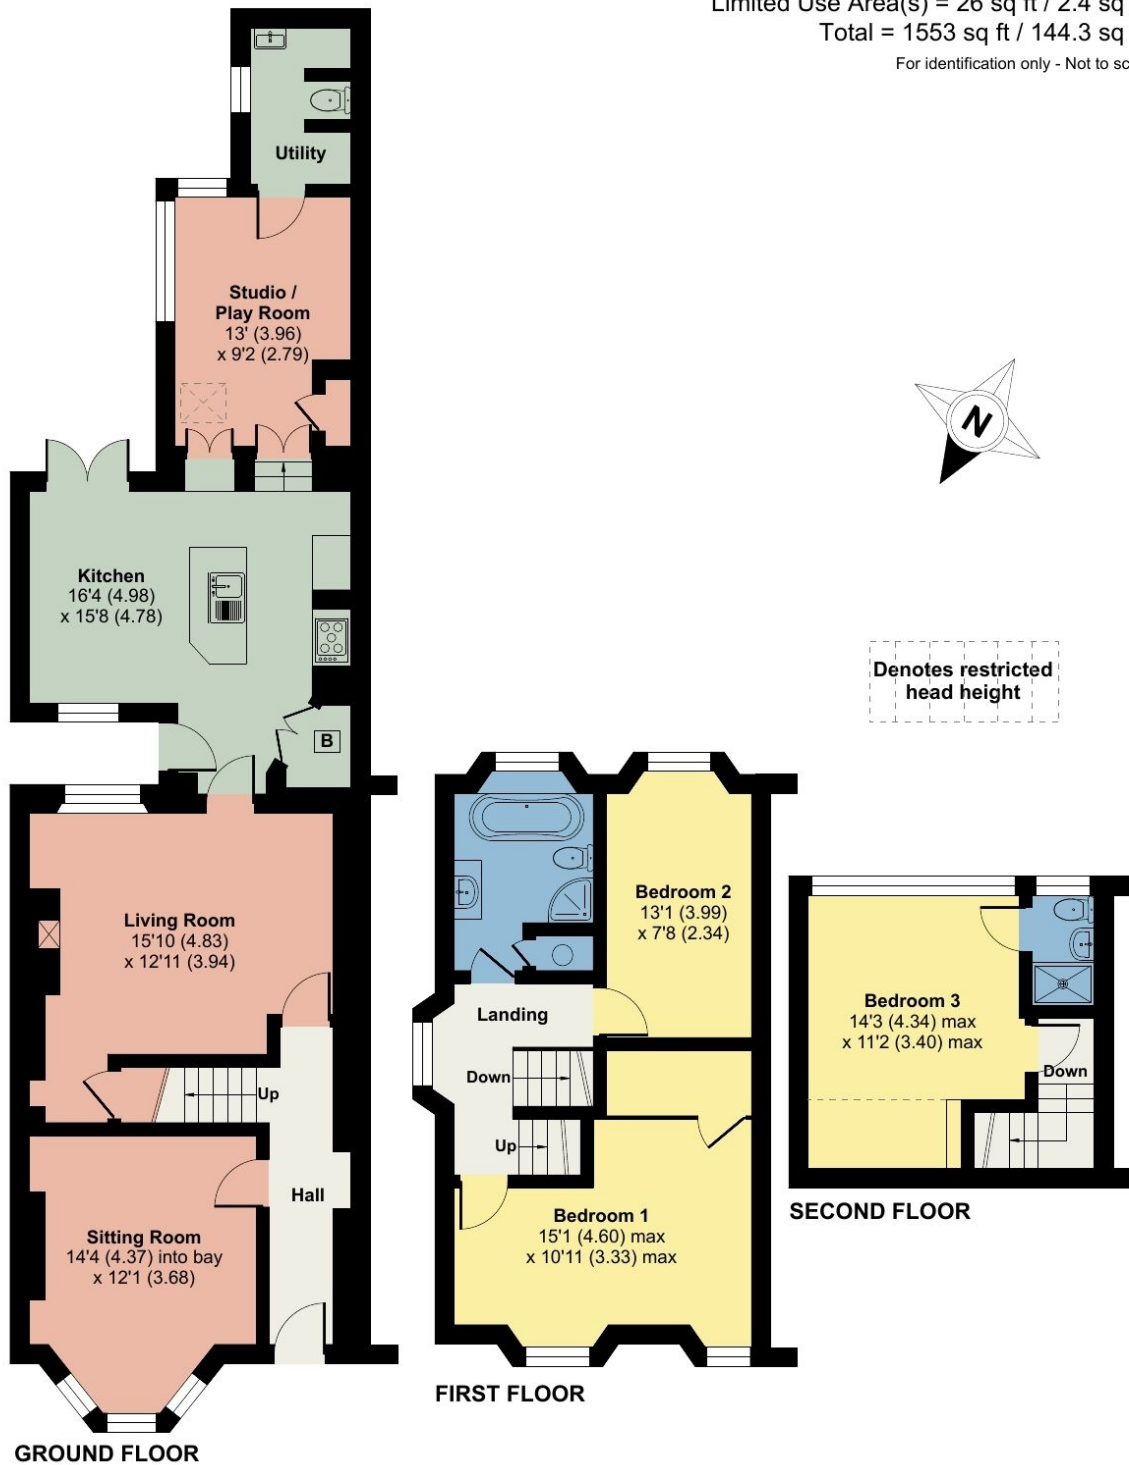 Limited Use Area(s) = 26 sq ft / 2.4 sq
Total = 1553 sq ft / 144.3 sq
For identification only - Not to sc
Utility
Studio /
Play Room
13' (3.96)
x 9'2 (2.79)
N
Kitchen
16'4 (4.98)
x 15'8 (4.78)
B
Denotes restricted
head height
Living Room
15'10 (4.83)
x 12'11 (3.94)
Up
Hall
Sitting Room
14'4 (4.37) into bay
x 12'1 (3.68)
GROUND FLOOR
Bedroom 2
13'1 (3.99)
x 7'8 (2.34)
Landing
Down
Up
Bedroom 1
15'1 (4.60) max
x 10'11 (3.33) max
FIRST FLOOR
Bedroom 3
14'3 (4.34) max
x 11'2 (3.40) max
Down
SECOND FLOOR